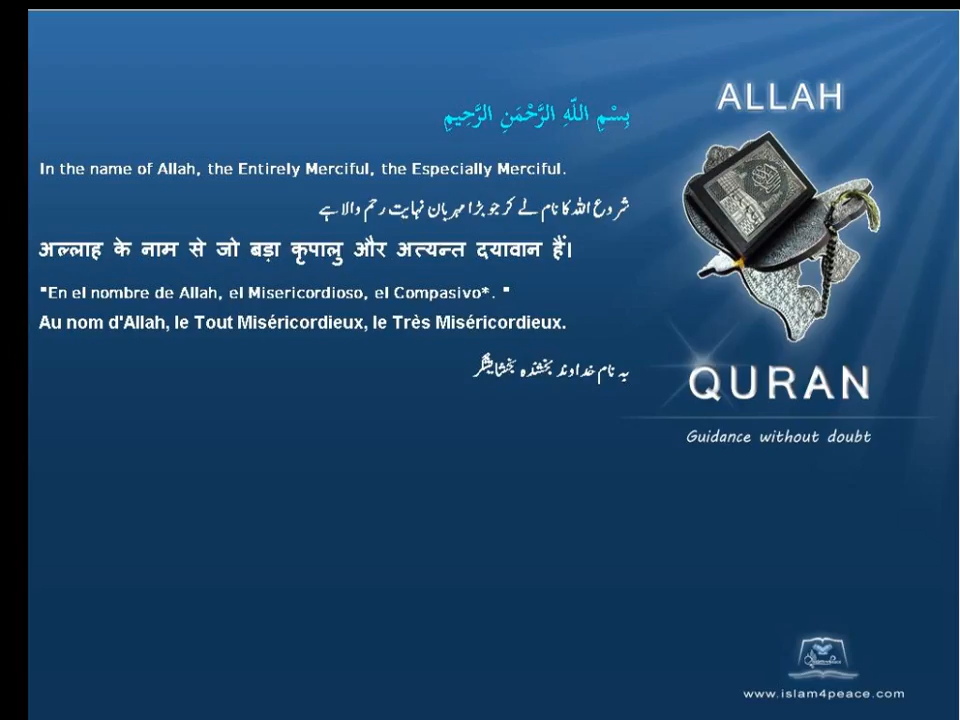 بِسْمِ اللَّهِ الرَّحْمَنِ الرَّحِيمِ
In the name of Allah, the Entirely Merciful, the Especially Merciful.
شروع اللہ کا نام لے کر جو بڑا مہربان نہایت رحم والا ہے
अल्लाह के नाम से जो बड़ा कृपालु और अत्यन्त दयावान हैं।
"En el nombre de Allah, el Misericordioso, el Compasivo*. "
Au nom d'Allah, le Tout Miséricordieux, le Très Miséricordieux.
به نام خداوند بخشنده بخشایشگر
ALLAH
QURAN
Guidance without doubt
www.islam4peace.com